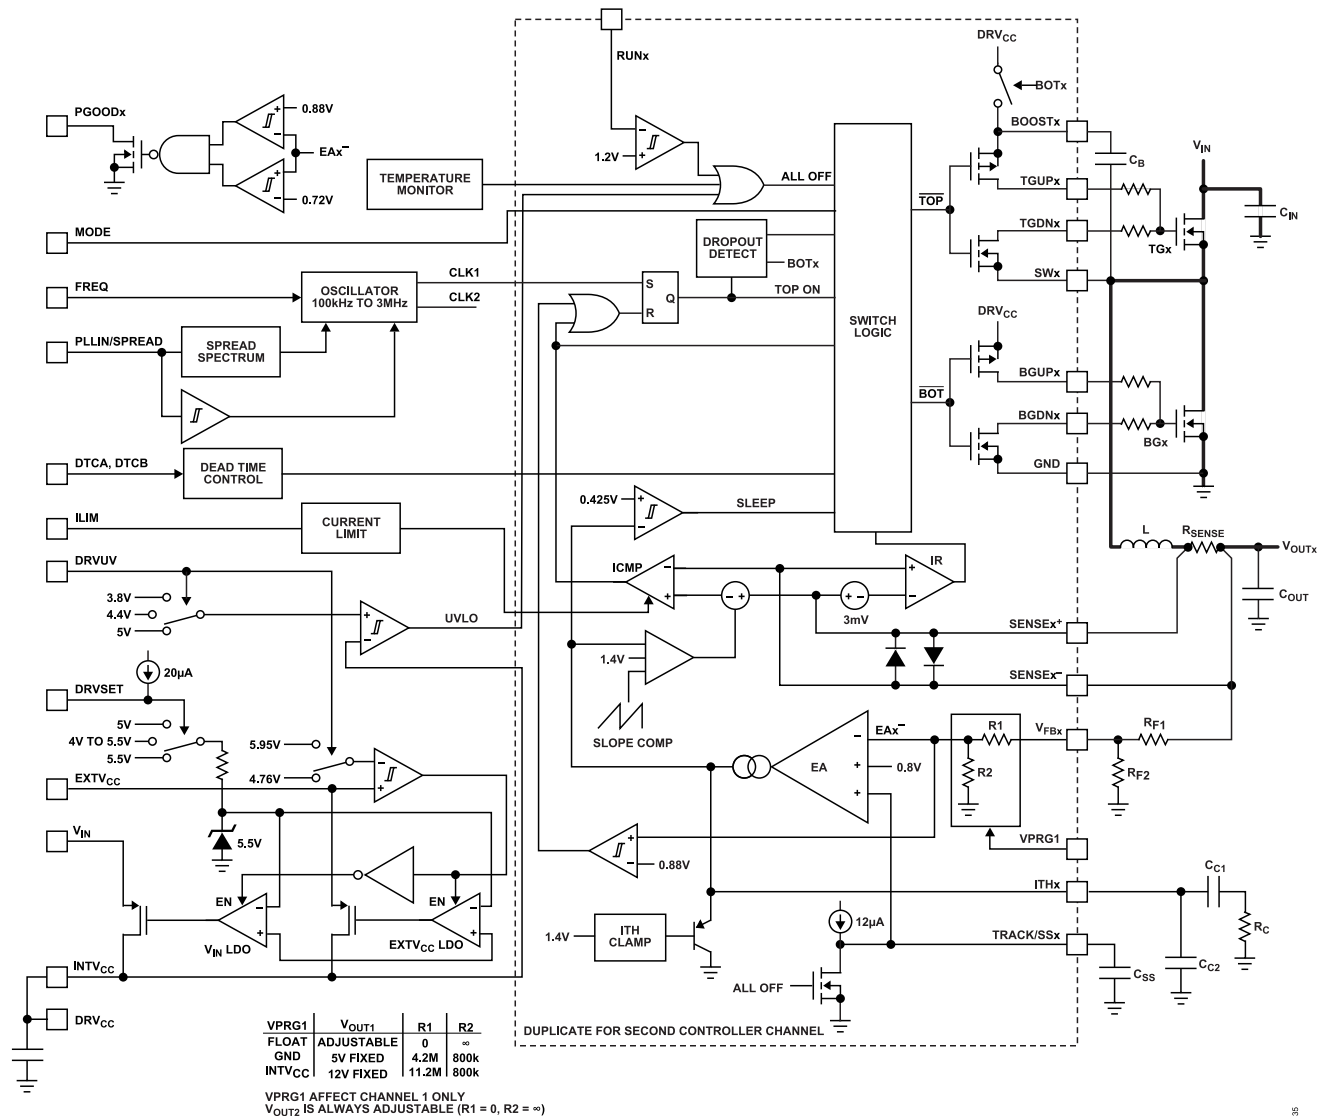 RUNx
DRVCC
BOTx
PGOODx
0.88V
EAx−
0.72V
1.2V
BOOSTx
CB
VIN
TEMPERATURE
MONITOR
ALL OFF
TOP
TGUPx
CIN
MODE
DROPOUT
DETECT
BOTx
TGDNx
TGx
SWx
FREQ
OSCILLATOR
100kHz TO 3MHz
CLK1
CLK2
S
R
Q
TOP ON
SWITCH
LOGIC
DRVCC
PLLIN/SPREAD
SPREAD
SPECTRUM
BOT
BGUPx
BGDNx
BGx
DTCA, DTCB
DEAD TIME
CONTROL
GND
0.425V
SLEEP
ILIM
CURRENT
LIMIT
L
RSENSE
VOUTx
DRVUV
ICMP
IR
COUT
3.8V
4.4V
5V
UVLO
3mV
SENSEx+
20µA
1.4V
SENSEx−
DRVSET
SLOPE COMP
5V
4V TO 5.5V
5.5V
5.95V
4.76V
EAx−
EA
0.8V
R1
R2
VFBx
RF1
RF2
EXTVCC
VIN
5.5V
0.88V
VPRG1
EN
EN
ITHx
CC1
RC
VIN LDO
EXTVCC LDO
1.4V
ITH
CLAMP
12µA
TRACK/SSx
CSS
CC2
INTVCC
ALL OFF
DRVCC
DUPLICATE FOR SECOND CONTROLLER CHANNEL
VPRG1 VOUT1 R1 R2
FLOAT ADJUSTABLE 0 ∞
GND 5V FIXED 4.2M 800k
INTVCC 12V FIXED 11.2M 800k
VPRG1 AFFECT CHANNEL 1 ONLY
VOUT2 IS ALWAYS ADJUSTABLE (R1 = 0, R2 = ∞)
35